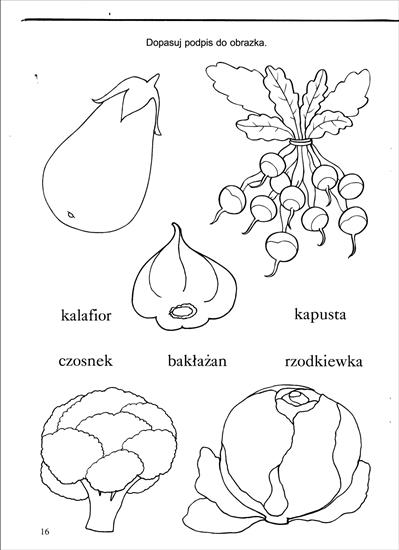 Dopasuj podpis do obrazka.
kalafior
kapusta
czosnek bakłażan rzodkiewka
16